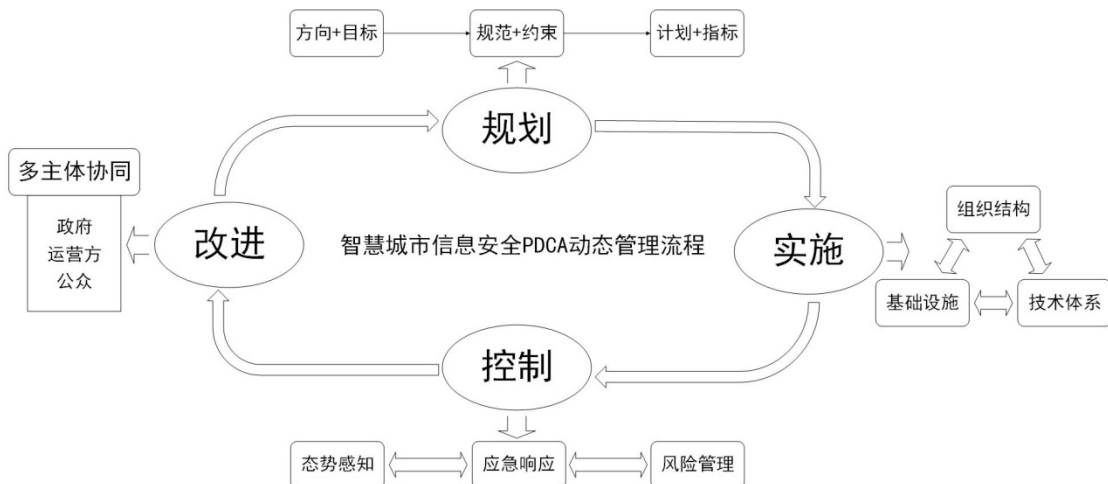 方向+目标
规范+约束
计划+指标
规划
多主体协同
政府
运营方
公众
改进
智慧城市信息安全PDCA动态管理流程
实施
组织结构
基础设施
技术体系
控制
态势感知
应急响应
风险管理